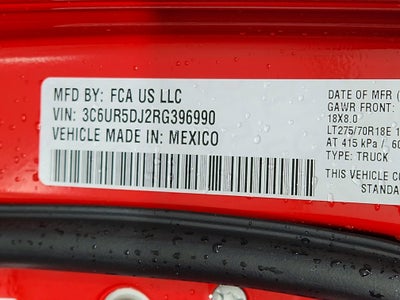 MFD BY: FCA US LLC
VIN: 3C6UR5DJ2RG396990
VEHICLE MADE IN: MEXICO
DATE OF MFR (
GAWR FRONT:
18X8.0
LT275/70R18E
AT 415 kPa / 60
TYPE: TRUCK
THIS VEHICLE
STANDA